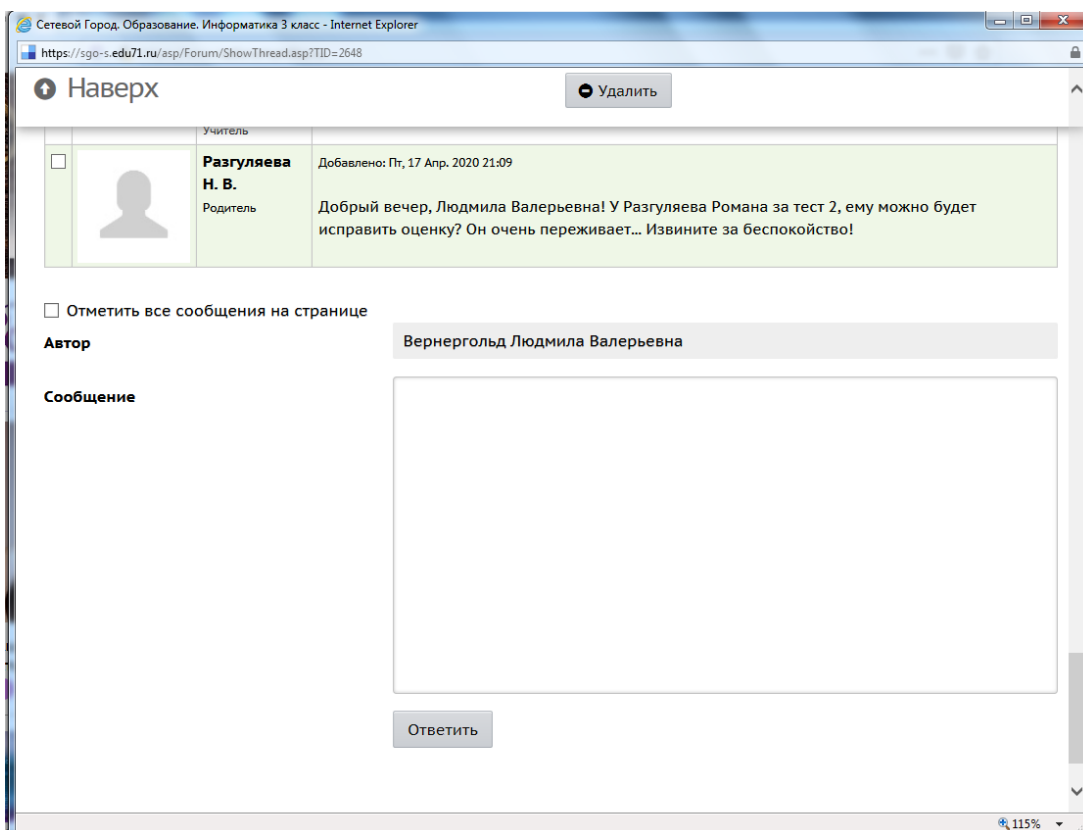 Сетевой Город. Образование. Информатика 3 класс - Internet Explorer
https://sgo-s.edu71.ru/asp/Forum/ShowThread.asp?TID=2648
Наверх
Удалить
Учитель
Разгуляева Н. В.
Родитель
Добавлено: Пт, 17 Апр. 2020 21:09
Добрый вечер, Людмила Валерьевна! У Разгуляева Романа за тест 2, ему можно будет
исправить оценку? Он очень переживает... Извините за беспокойство!
Отметить все сообщения на странице
Автор
Вернергольд Людмила Валерьевна
Сообщение
Ответить
115%